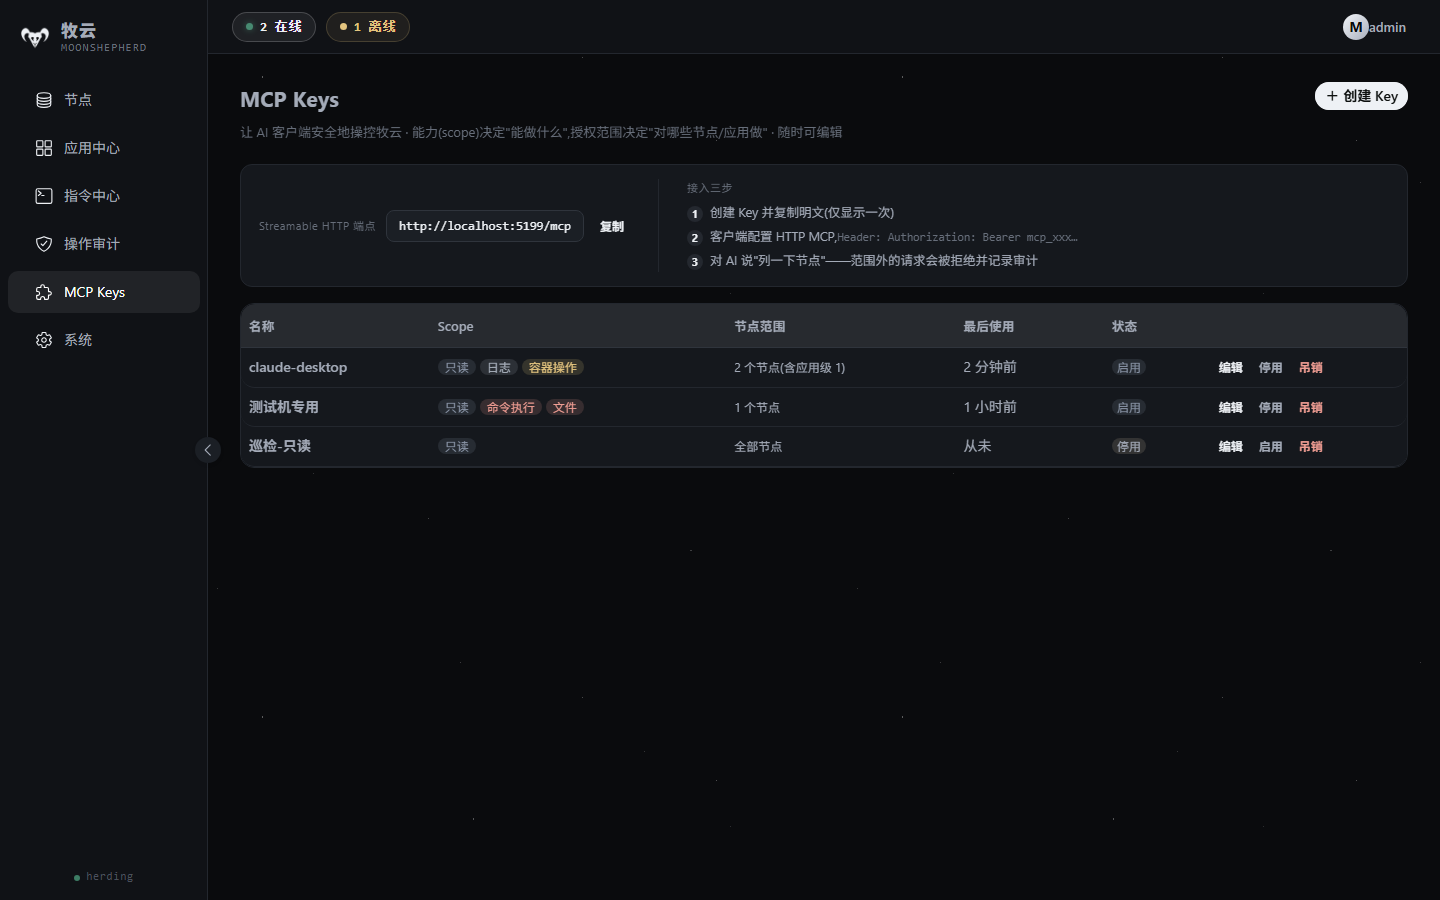 牧云
MOONSHEPHERD
2 在线
1 离线
M admin
节点
应用中心
指令中心
操作审计
MCP Keys
系统
herding
MCP Keys
+ 创建 Key
让 AI 客户端安全地操控牧云 · 能力(scope)决定"能做什么",授权范围决定"对哪些节点/应用做" · 随时可编辑
Streamable HTTP 端点 http://localhost:5199/mcp 复制
接入三步
1 创建 Key 并复制明文(仅显示一次)
2 客户端配置 HTTP MCP,Header: Authorization: Bearer mcp_xxx…
3 对 AI 说"列一下节点"——范围外的请求会被拒绝并记录审计
名称 Scope 节点范围 最后使用 状态
claude-desktop 只读 日志 容器操作 2 个节点(含应用级 1) 2 分钟前 启用 编辑 停用 吊销
测试机专用 只读 命令执行 文件 1 个节点 1 小时前 启用 编辑 停用 吊销
巡检-只读 只读 全部节点 从未 停用 编辑 启用 吊销